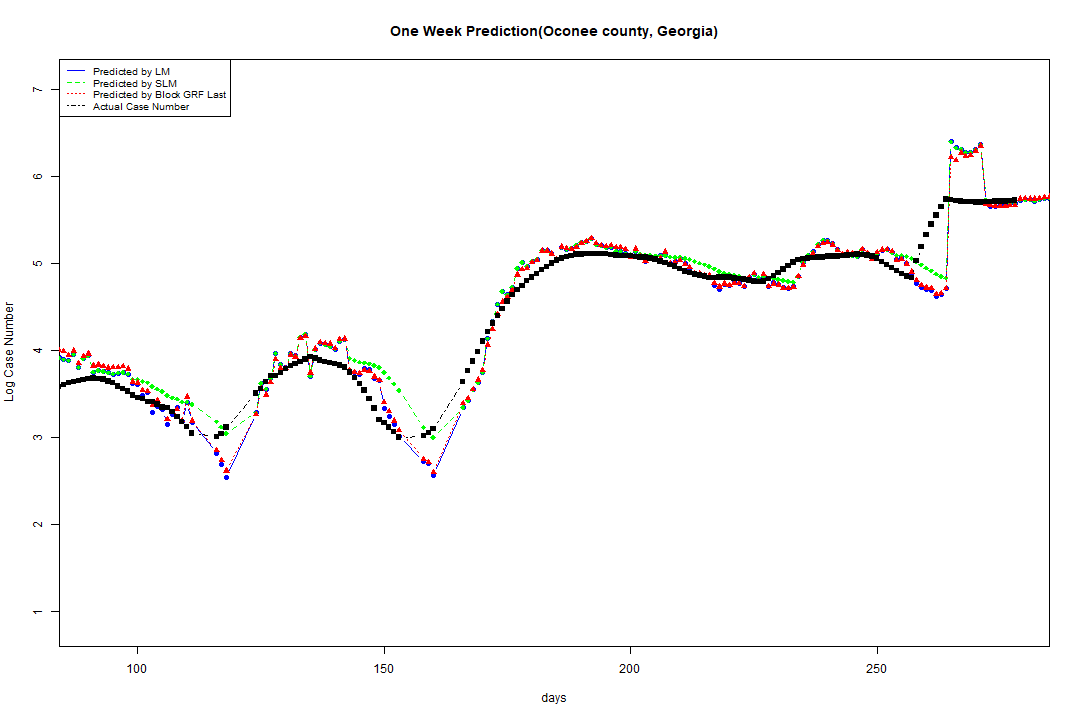 One Week Prediction(Oconee county, Georgia)
Predicted by LM
Predicted by SLM
Predicted by Block GRF Last
Actual Case Number
7
6
5
4
3
2
1
Log Case Number
100 150 200 250
days